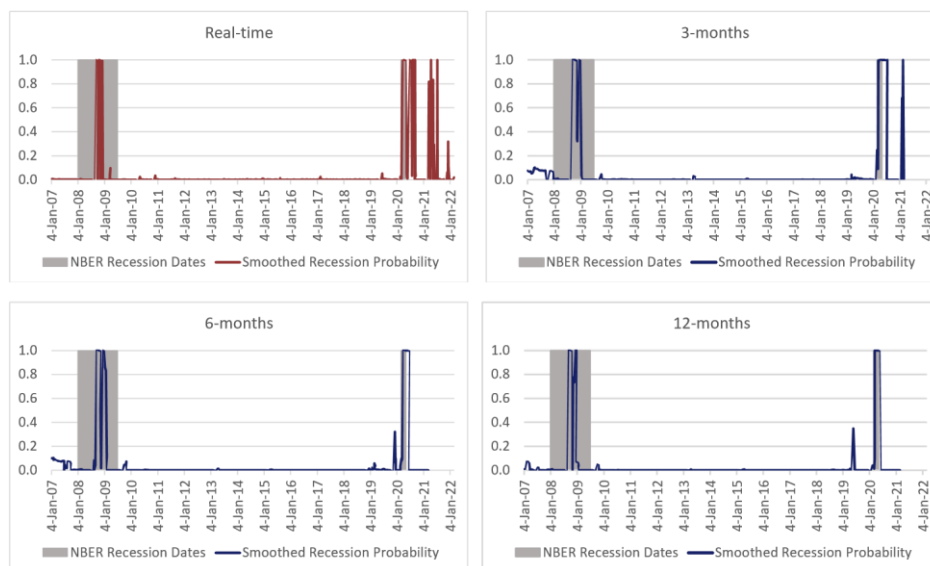 Real-time
1.0
0.8
0.6
0.4
0.2
0.0
4-Jan-07
4-Jan-08
4-Jan-09
4-Jan-10
4-Jan-11
4-Jan-12
4-Jan-13
4-Jan-14
4-Jan-15
4-Jan-16
4-Jan-17
4-Jan-18
4-Jan-19
4-Jan-20
4-Jan-21
4-Jan-22
NBER Recession Dates Smoothed Recession Probability
3-months
1.0
0.8
0.6
0.4
0.2
0.0
4-Jan-07
4-Jan-08
4-Jan-09
4-Jan-10
4-Jan-11
4-Jan-12
4-Jan-13
4-Jan-14
4-Jan-15
4-Jan-16
4-Jan-17
4-Jan-18
4-Jan-19
4-Jan-20
4-Jan-21
4-Jan-22
NBER Recession Dates Smoothed Recession Probability
6-months
1.0
0.8
0.6
0.4
0.2
0.0
4-Jan-07
4-Jan-08
4-Jan-09
4-Jan-10
4-Jan-11
4-Jan-12
4-Jan-13
4-Jan-14
4-Jan-15
4-Jan-16
4-Jan-17
4-Jan-18
4-Jan-19
4-Jan-20
4-Jan-21
4-Jan-22
NBER Recession Dates Smoothed Recession Probability
12-months
1.0
0.8
0.6
0.4
0.2
0.0
4-Jan-07
4-Jan-08
4-Jan-09
4-Jan-10
4-Jan-11
4-Jan-12
4-Jan-13
4-Jan-14
4-Jan-15
4-Jan-16
4-Jan-17
4-Jan-18
4-Jan-19
4-Jan-20
4-Jan-21
4-Jan-22
NBER Recession Dates Smoothed Recession Probability